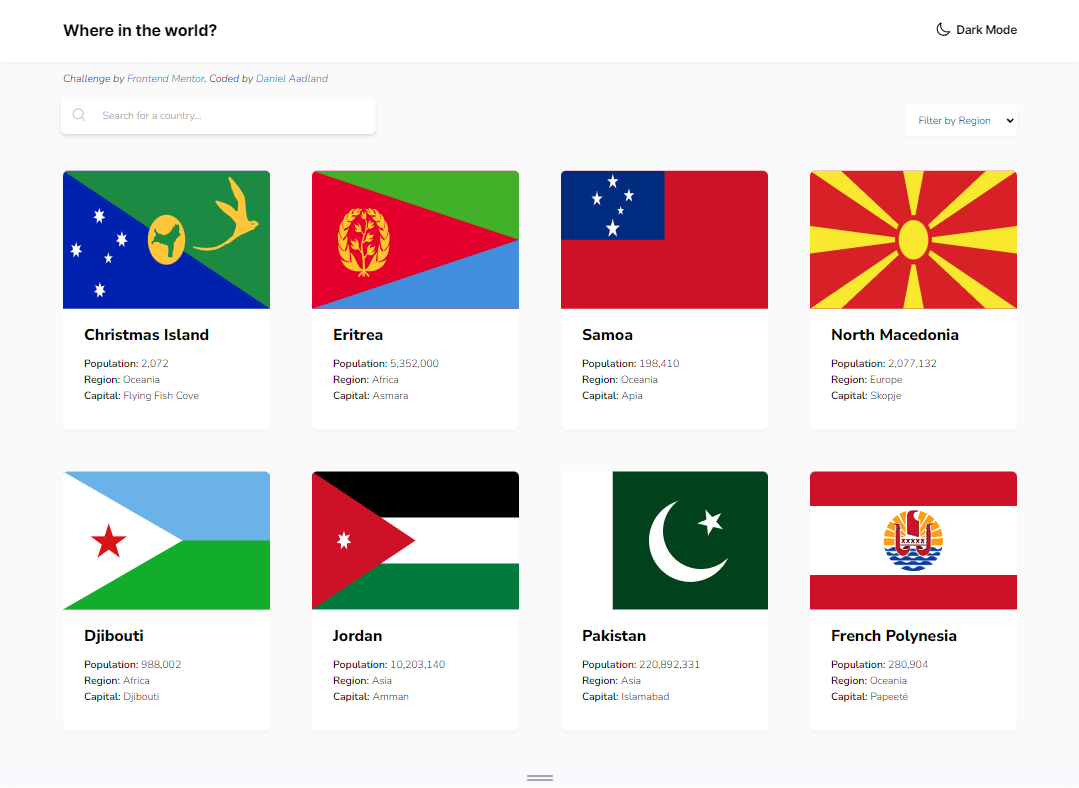 Where in the world?
Dark Mode
Challenge by Frontend Mentor. Coded by Daniel Aadland
Search for a country...
Filter by Region
Christmas Island
Population: 2,072
Region: Oceania
Capital: Flying Fish Cove
Eritrea
Population: 5,352,000
Region: Africa
Capital: Asmara
Samoa
Population: 198,410
Region: Oceania
Capital: Apia
North Macedonia
Population: 2,077,132
Region: Europe
Capital: Skopje
Djibouti
Population: 988,002
Region: Africa
Capital: Djibouti
Jordan
Population: 10,203,140
Region: Asia
Capital: Amman
Pakistan
Population: 220,892,331
Region: Asia
Capital: Islamabad
French Polynesia
Population: 280,904
Region: Oceania
Capital: Papeetē